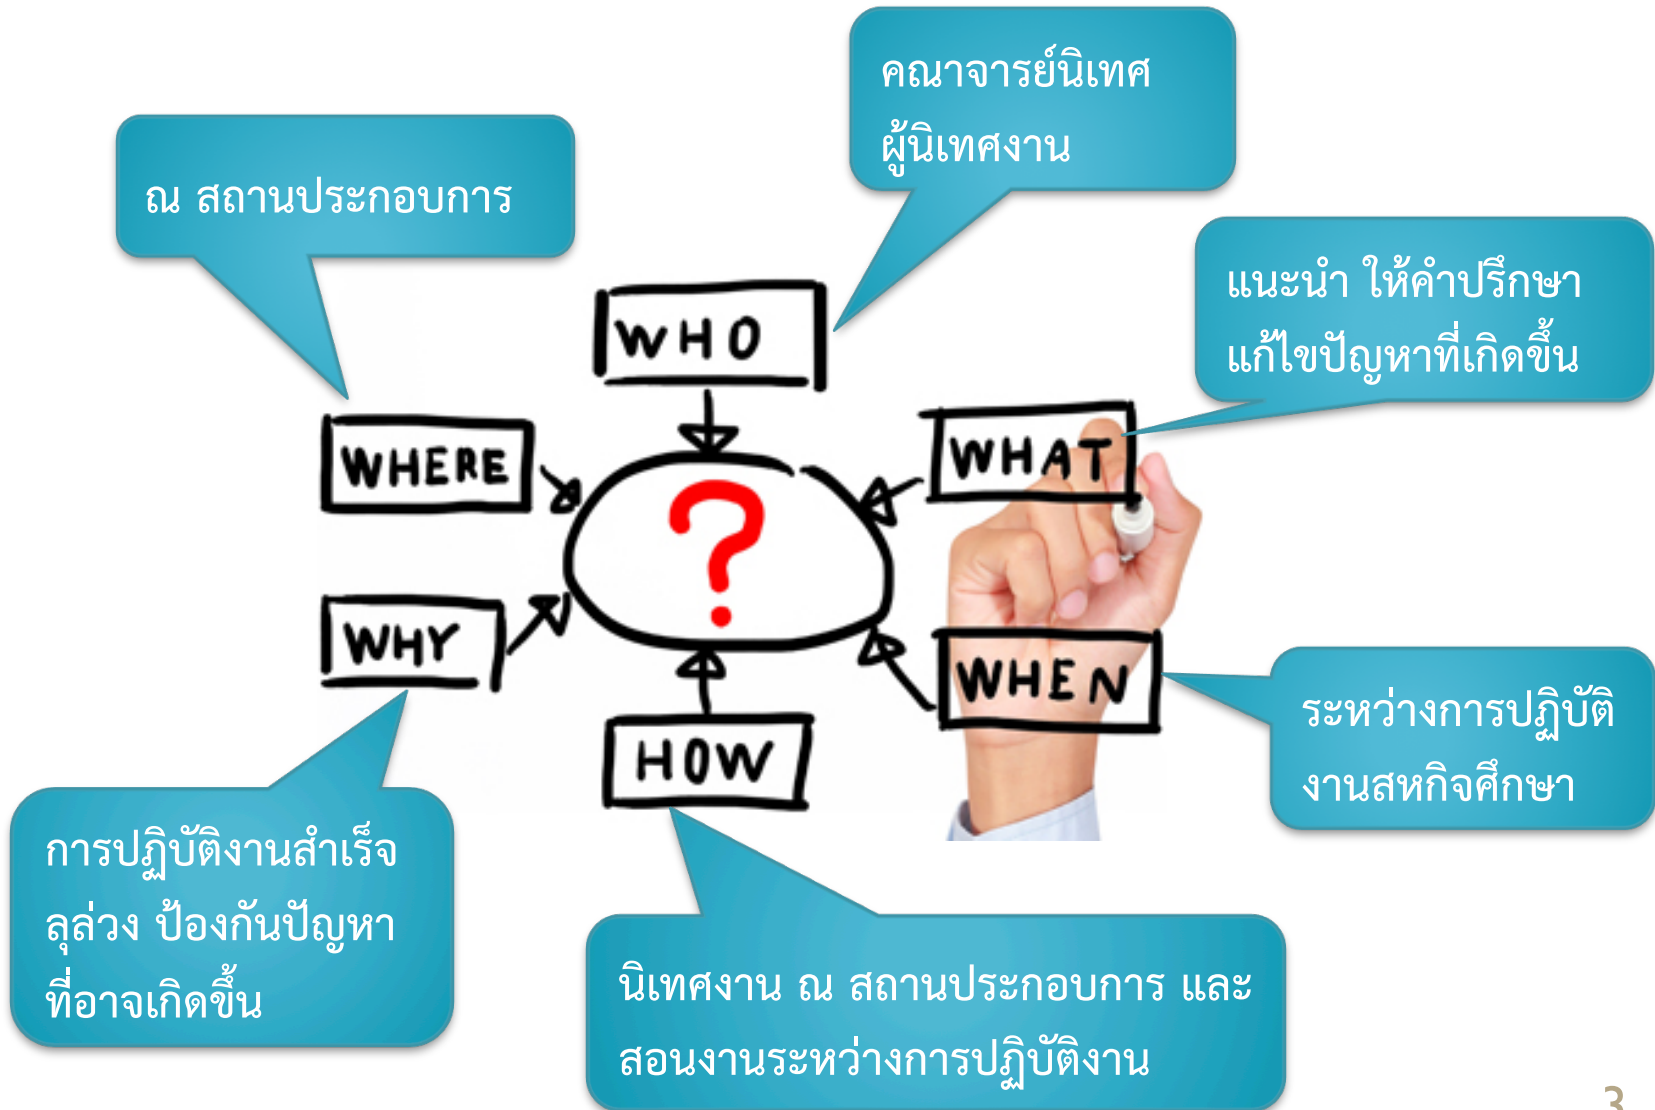 คณาจารย์นิเทศ
ผู้นิเทศงาน
ณ สถานประกอบการ
แนะนำ ให้คำปรึกษา
แก้ไขปัญหาที่เกิดขึ้น
WHO
WHERE
WHAT
?
WHY
WHEN
HOW
ระหว่างการปฏิบัติ
งานสหกิจศึกษา
การปฏิบัติงานสำเร็จ
ลุล่วง ป้องกันปัญหา
ที่อาจเกิดขึ้น
นิเทศงาน ณ สถานประกอบการ และ
สอนงานระหว่างการปฏิบัติงาน
3